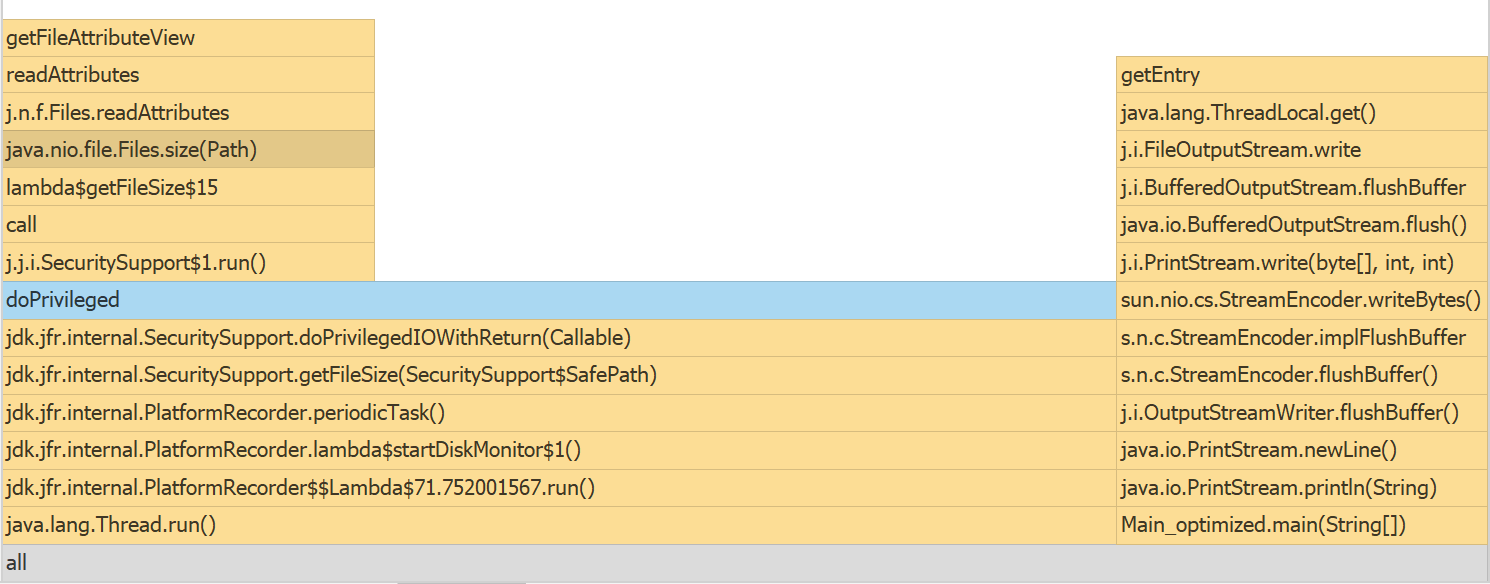 getFileAttributeView
readAttributes
j.n.f.Files.readAttributes
java.nio.file.Files.size(Path)
lambda$getFileSize$15
call
j.j.i.SecuritySupport$1.run()
doPrivileged
jdk.jfr.internal.SecuritySupport.doPrivilegedIOWithReturn(Callable)
jdk.jfr.internal.SecuritySupport.getFileSize(SecuritySupport$SafePath)
jdk.jfr.internal.PlatformRecorder.periodicTask()
jdk.jfr.internal.PlatformRecorder.lambda$startDiskMonitor$1()
jdk.jfr.internal.PlatformRecorder$$Lambda$71.752001567.run()
java.lang.Thread.run()
getEntry
java.lang.ThreadLocal.get()
j.i.FileOutputStream.write
j.i.BufferedOutputStream.flushBuffer
java.io.BufferedOutputStream.flush()
j.i.PrintStream.write(byte[], int, int)
sun.nio.cs.StreamEncoder.writeBytes()
s.n.c.StreamEncoder.implFlushBuffer
s.n.c.StreamEncoder.flushBuffer()
j.i.OutputStreamWriter.flushBuffer()
java.io.PrintStream.newLine()
java.io.PrintStream.println(String)
Main_optimized.main(String[])
all